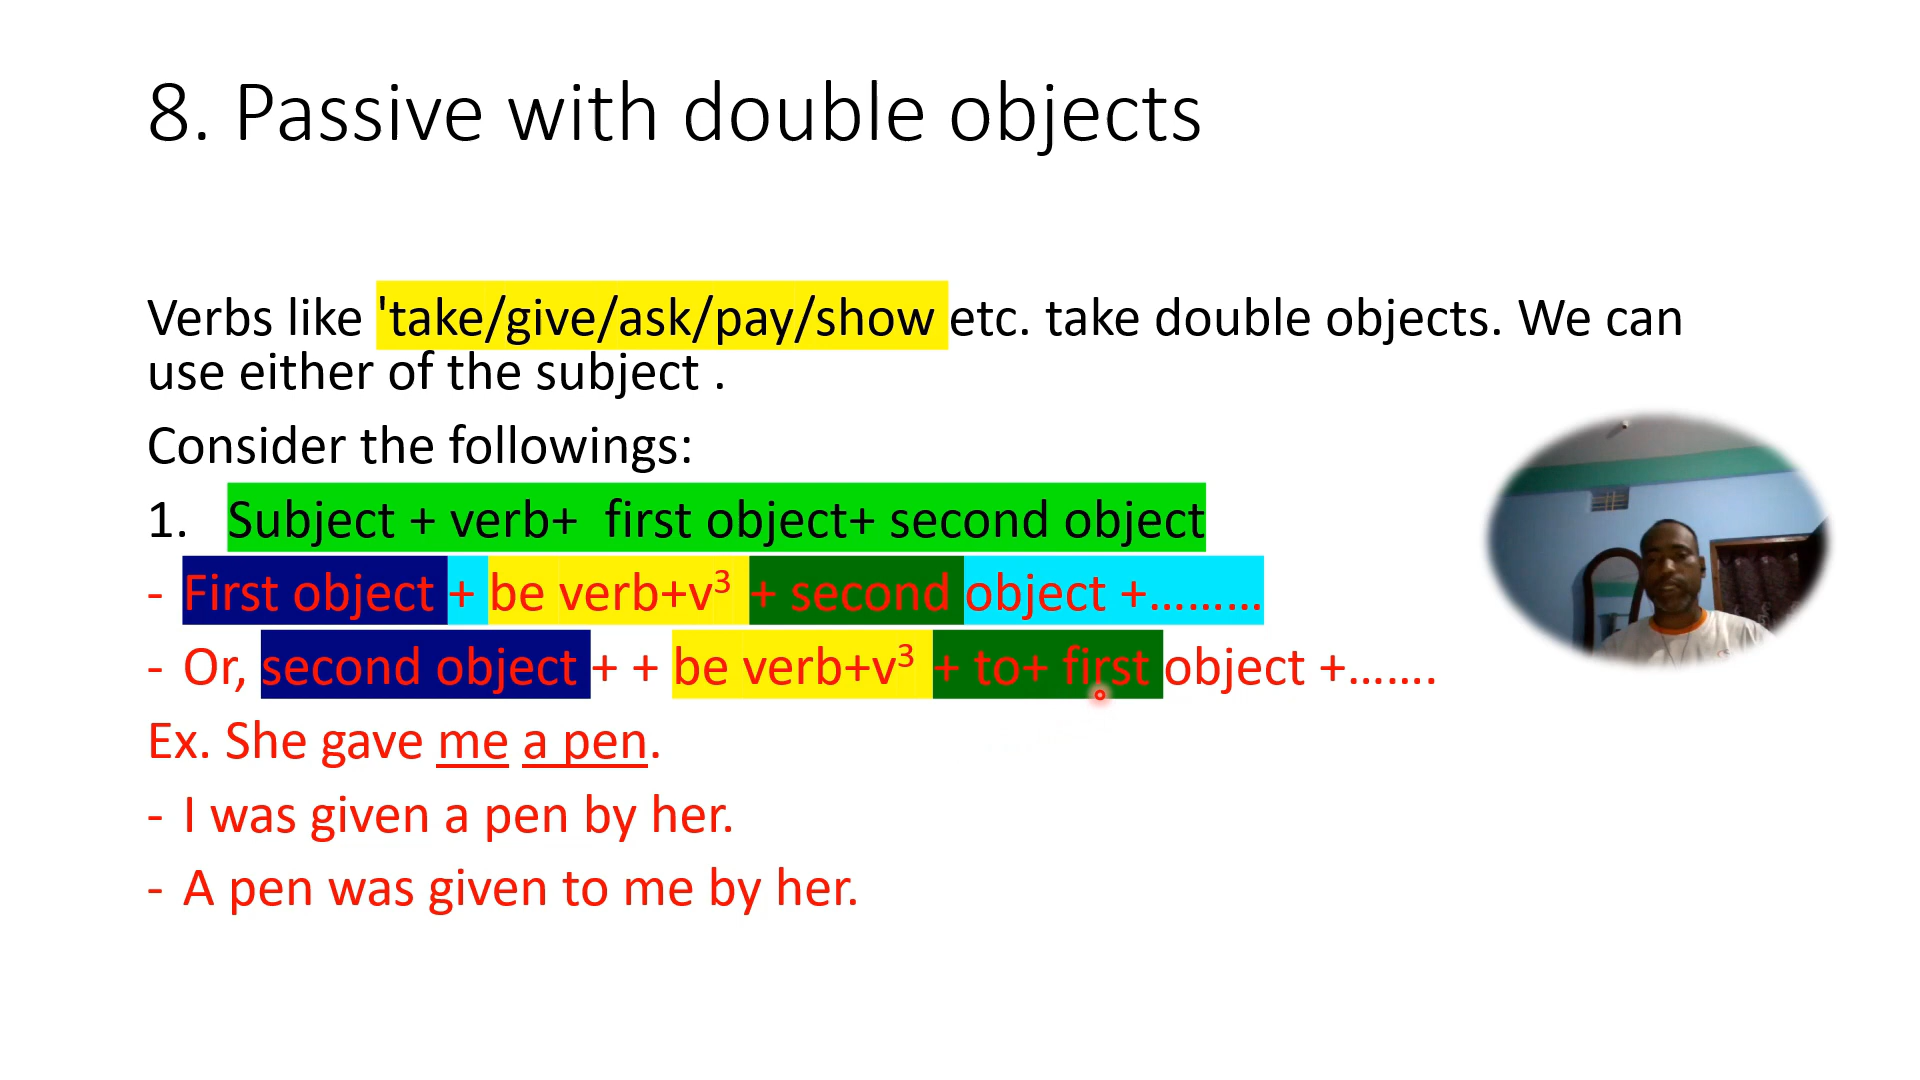 8. Passive with double objects
Verbs like 'take/give/ask/pay/show etc. take double objects. We can
use either of the subject .
Consider the followings:
1. Subject + verb+ first object+ second object
- First object + be verb+v³ + second object +………
- Or, second object + + be verb+v³ + to+ first object +…….
Ex. She gave me a pen.
- I was given a pen by her.
- A pen was given to me by her.